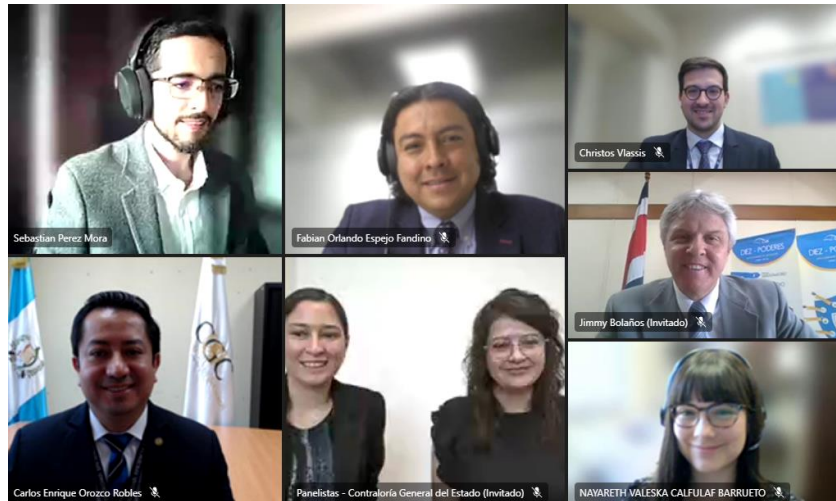 Sebastian Perez Mora
Fabian Orlando Espejo Fandino
Christos Vlassis
DIEZ PODERES
Jimmy Bolaños (Invitado)
CGC
Carlos Enrique Orozco Robles
Panelistas - Contraloría General del Estado (Invitado)
NAYARETH VALESKA CALFULAF BARRUETO